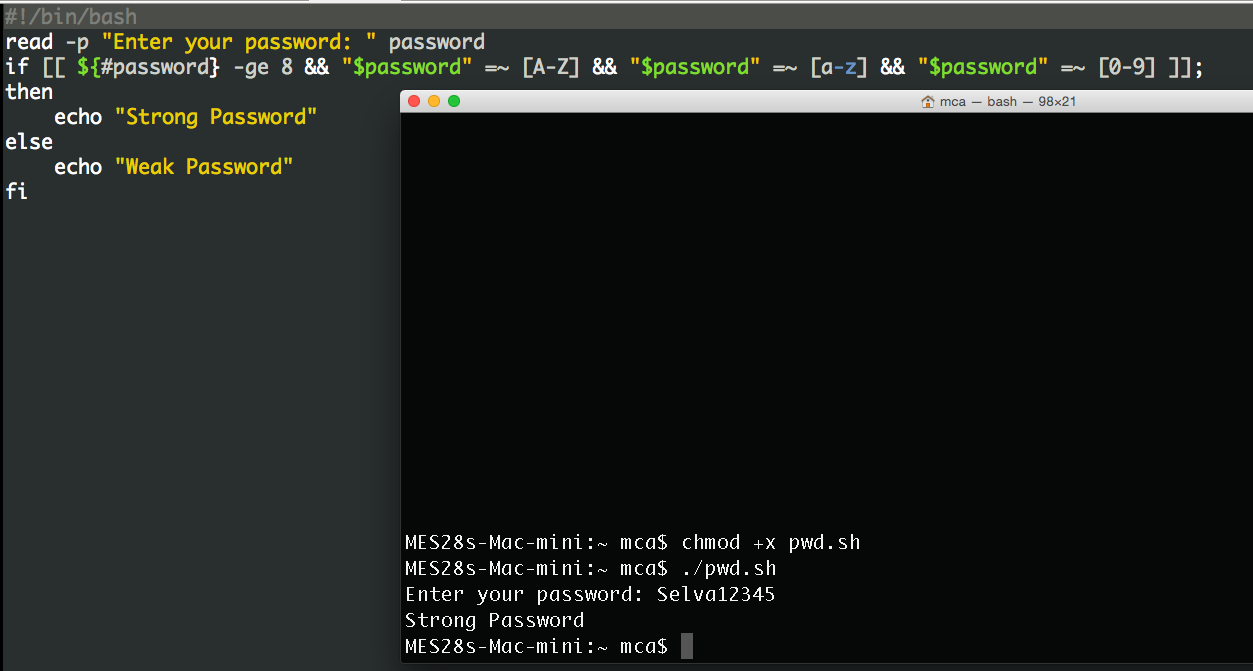 #!/bin/bash
read -p "Enter your password: " password
if [[ ${#password} -ge 8 && "$password" =~ [A-Z] && "$password" =~ [a-z] && "$password" =~ [0-9] ]];
then
    echo "Strong Password"
else
    echo "Weak Password"
fi
mca — bash — 98×21
MES28s-Mac-mini:~ mca$ chmod +x pwd.sh
MES28s-Mac-mini:~ mca$ ./pwd.sh
Enter your password: Selva12345
Strong Password
MES28s-Mac-mini:~ mca$